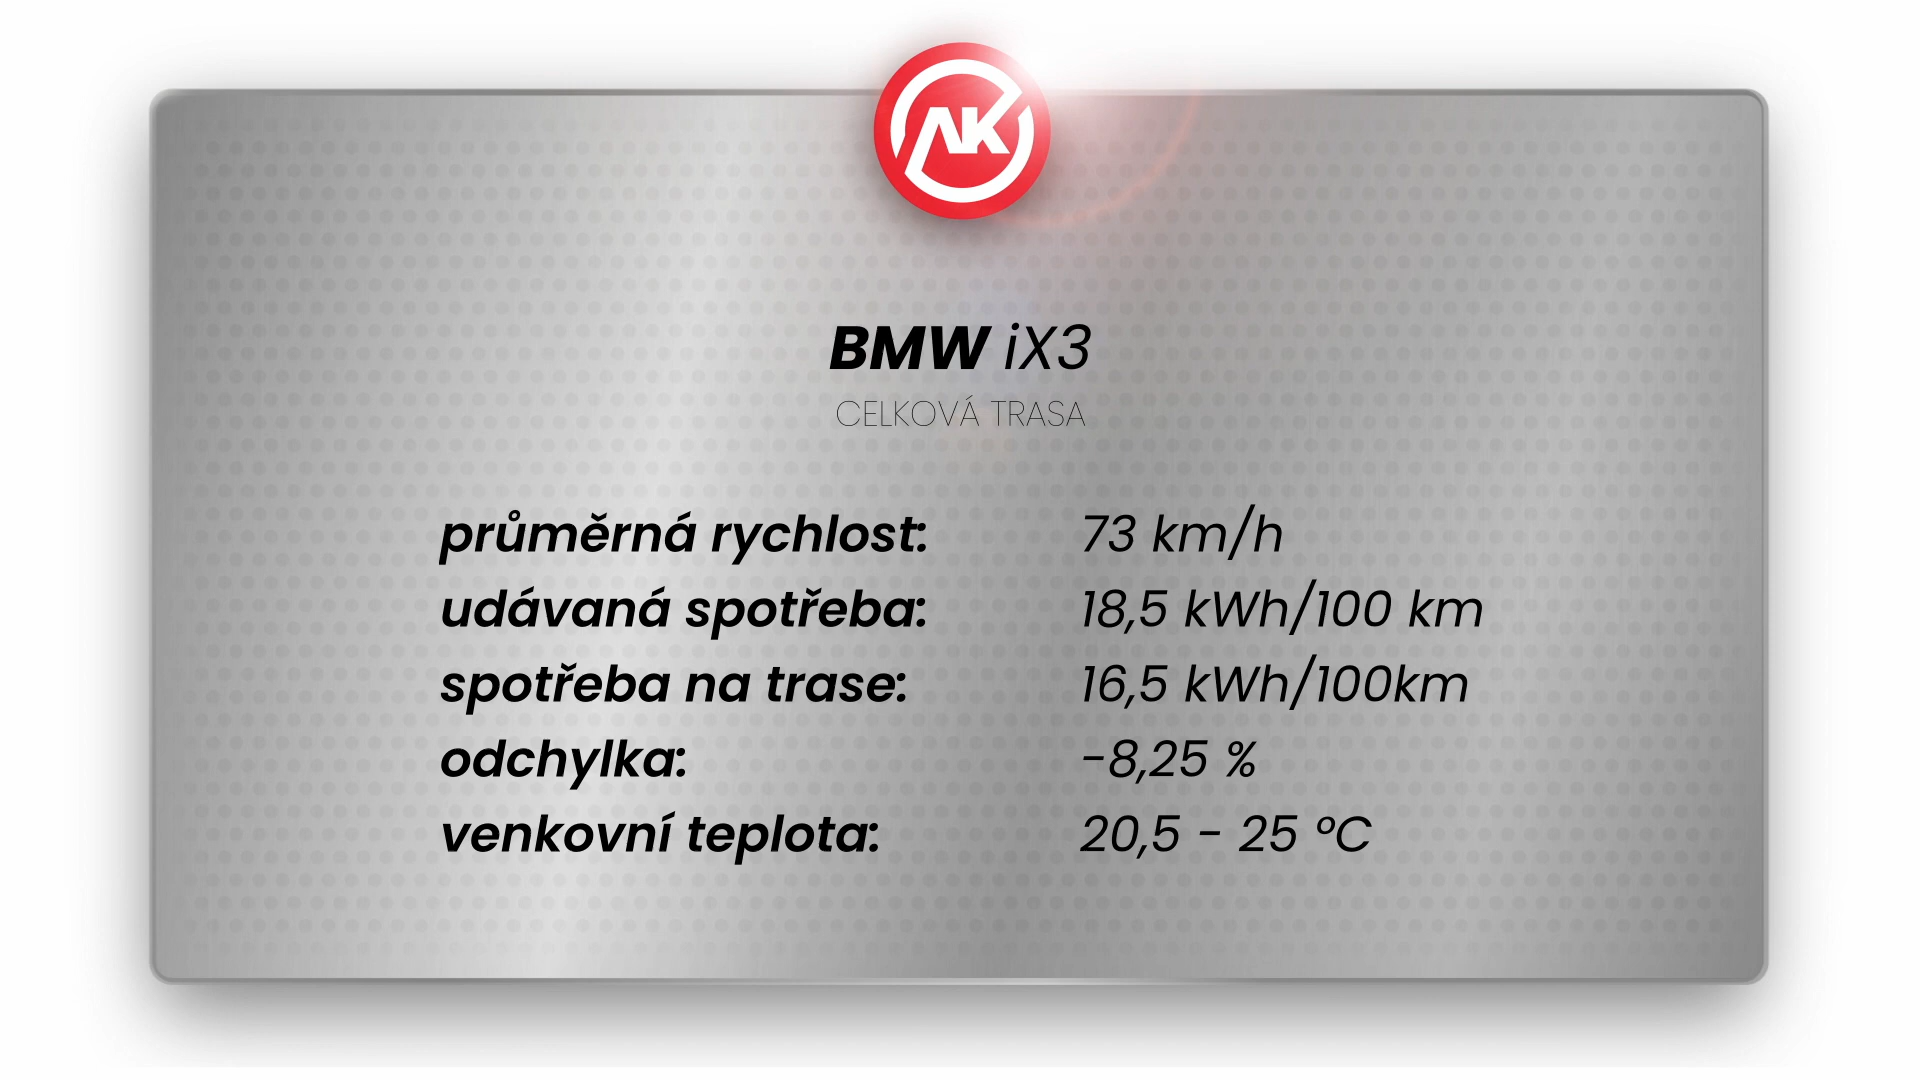 AK
BMW iX3
CELKOVÁ TRASA
průměrná rychlost: 73 km/h
udávaná spotřeba: 18,5 kWh/100 km
spotřeba na trase: 16,5 kWh/100km
odchylka: -8,25 %
venkovní teplota: 20,5 - 25 °C